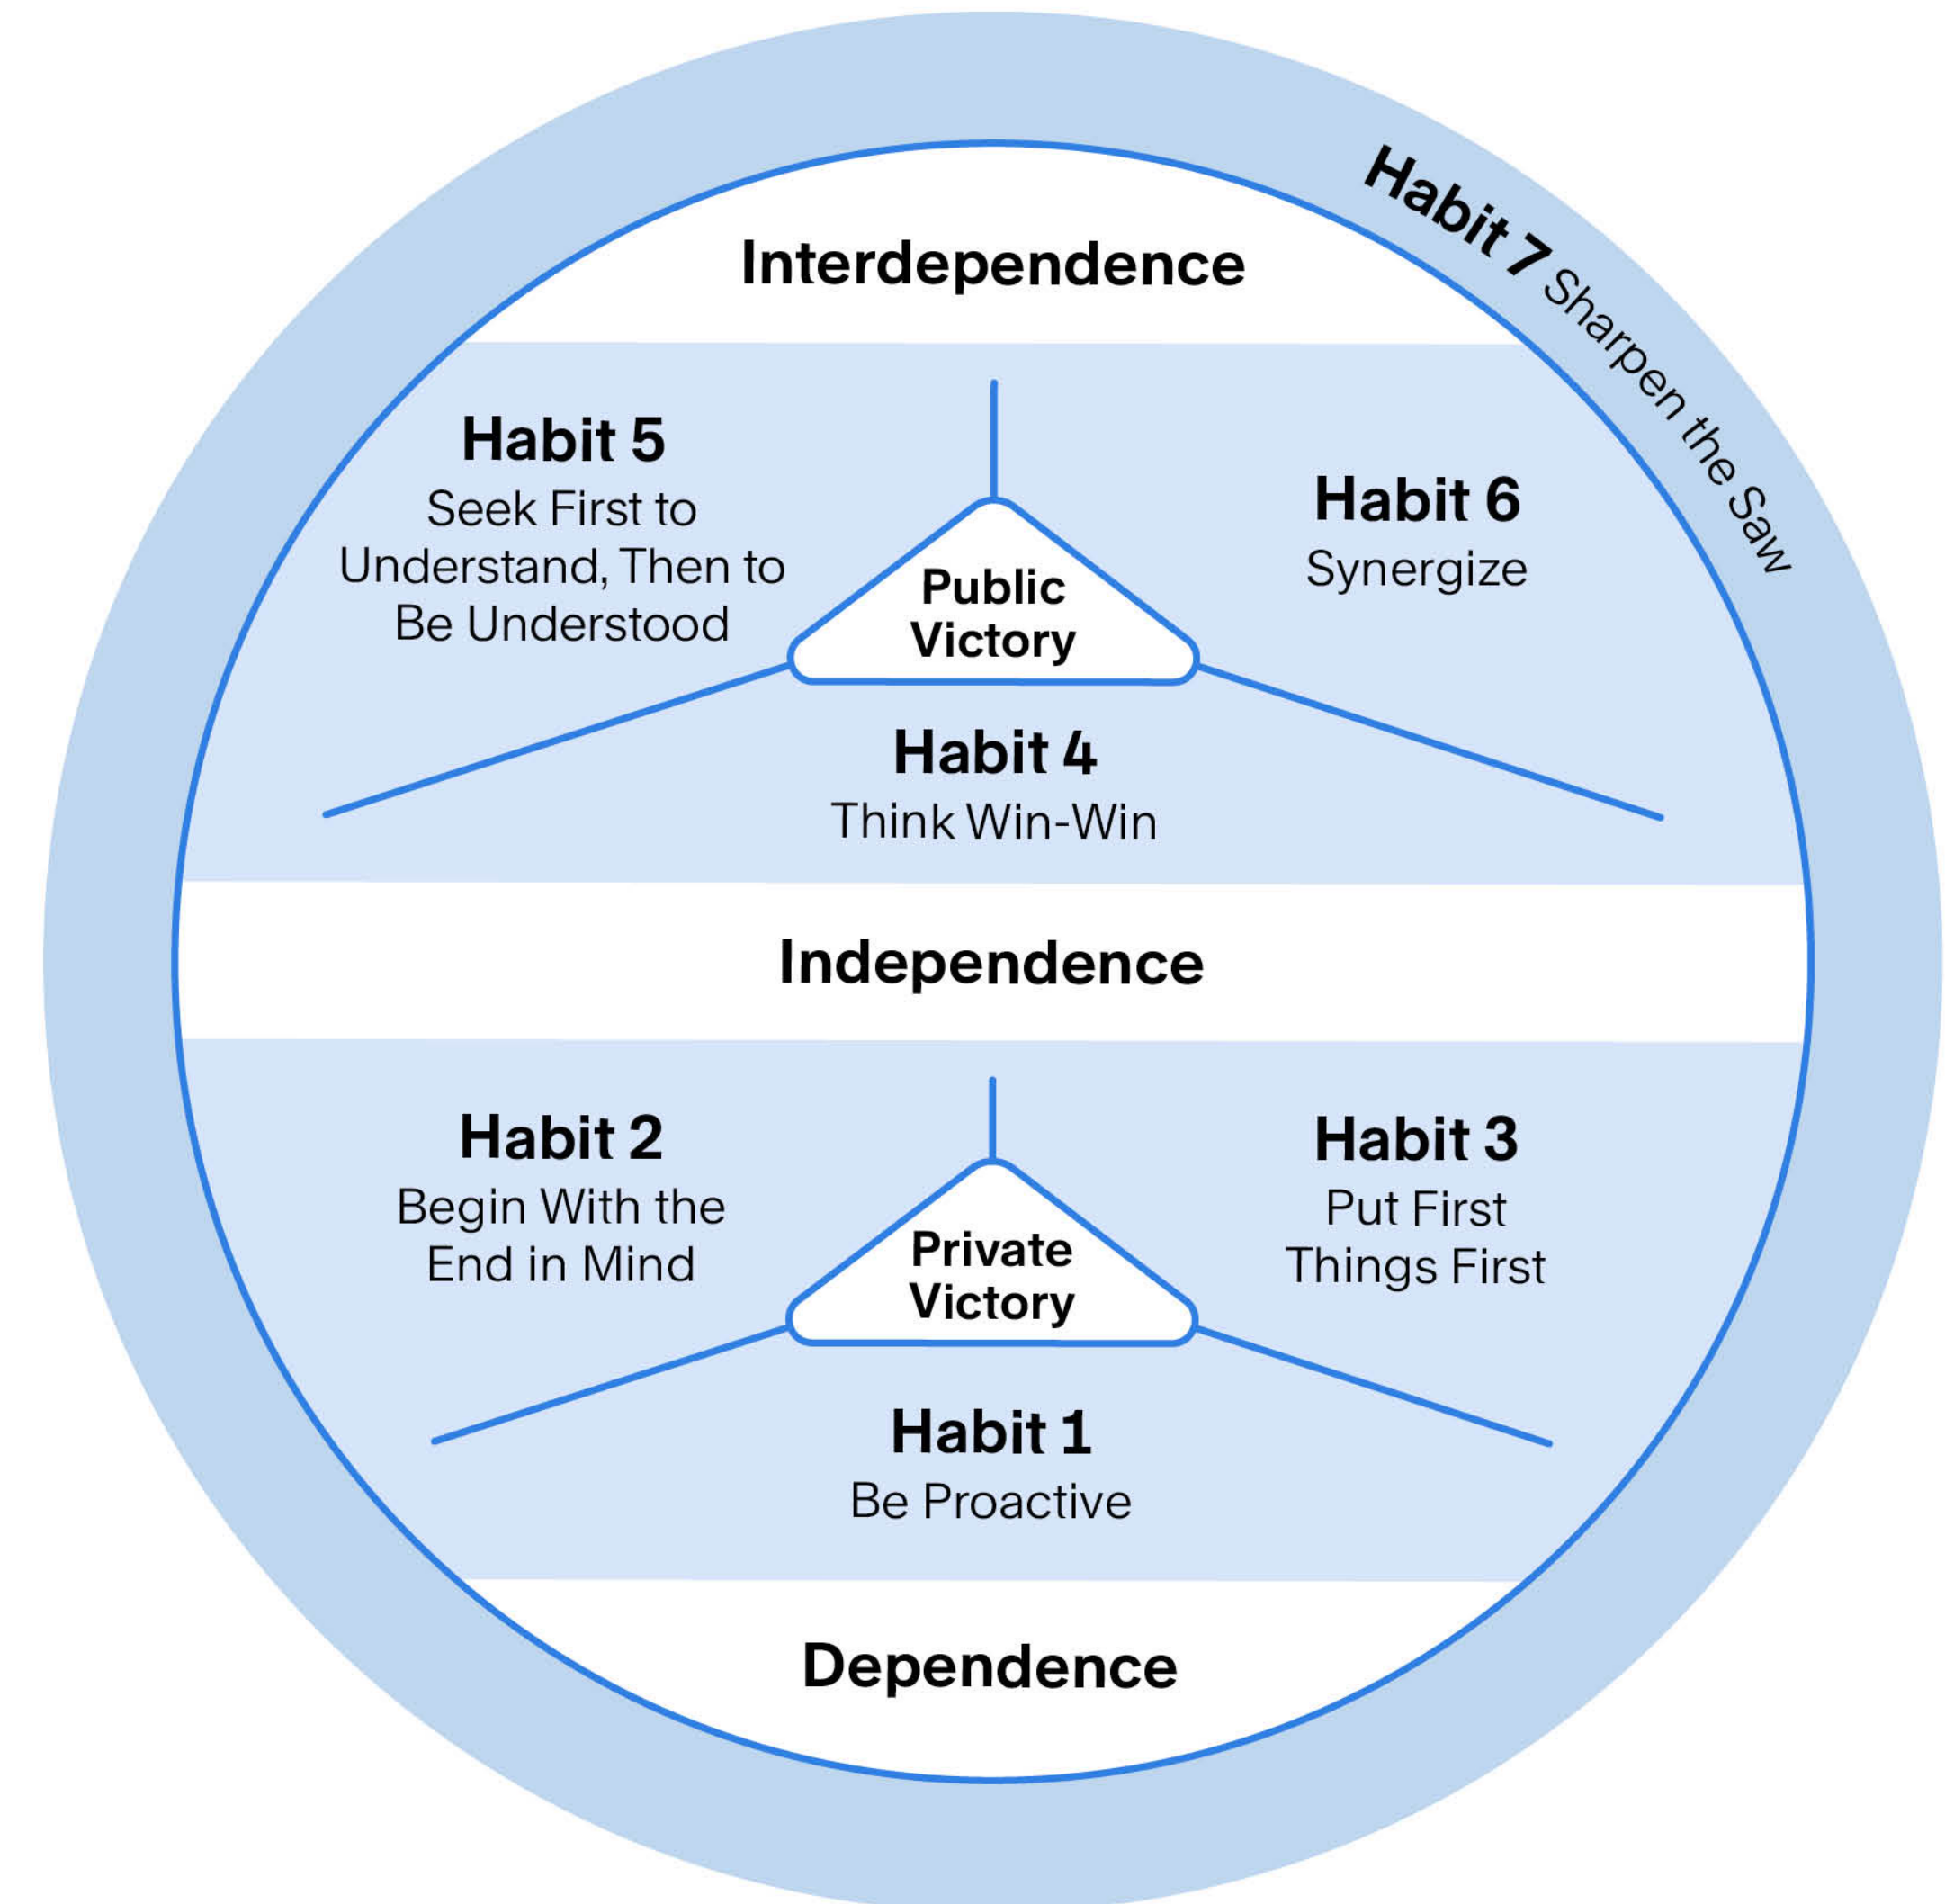 Habit 7 Sharpen the Saw
Interdependence
Habit 5
Seek First to
Understand, Then to
Be Understood
Habit 6
Synergize
Public
Victory
Habit 4
Think Win-Win
Independence
Habit 2
Begin With the
End in Mind
Habit 3
Put First
Things First
Private
Victory
Habit 1
Be Proactive
Dependence